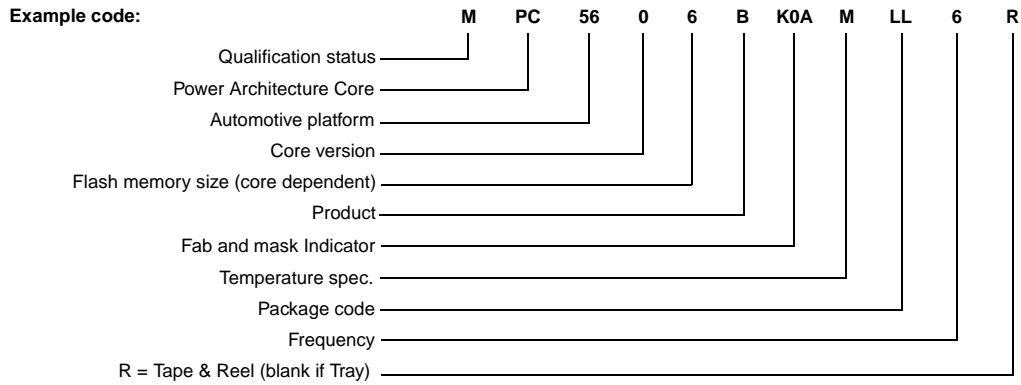 Example code: M PC 56 0 6 B K0A M LL 6 R
Qualification status
Power Architecture Core
Automotive platform
Core version
Flash memory size (core dependent)
Product
Fab and mask Indicator
Temperature spec.
Package code
Frequency
R = Tape & Reel (blank if Tray)